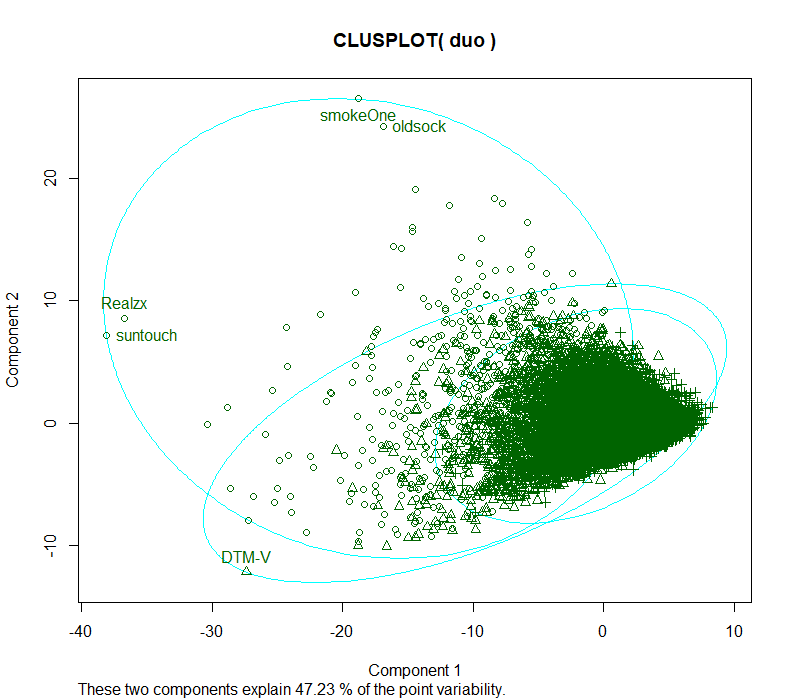 CLUSPLOT( duo )
smokeOne
oldsock
Realzx
suntouch
DTM-V
Component 2
-10
0
10
20
-40
-30
-20
-10
0
10
Component 1
These two components explain 47.23 % of the point variability.